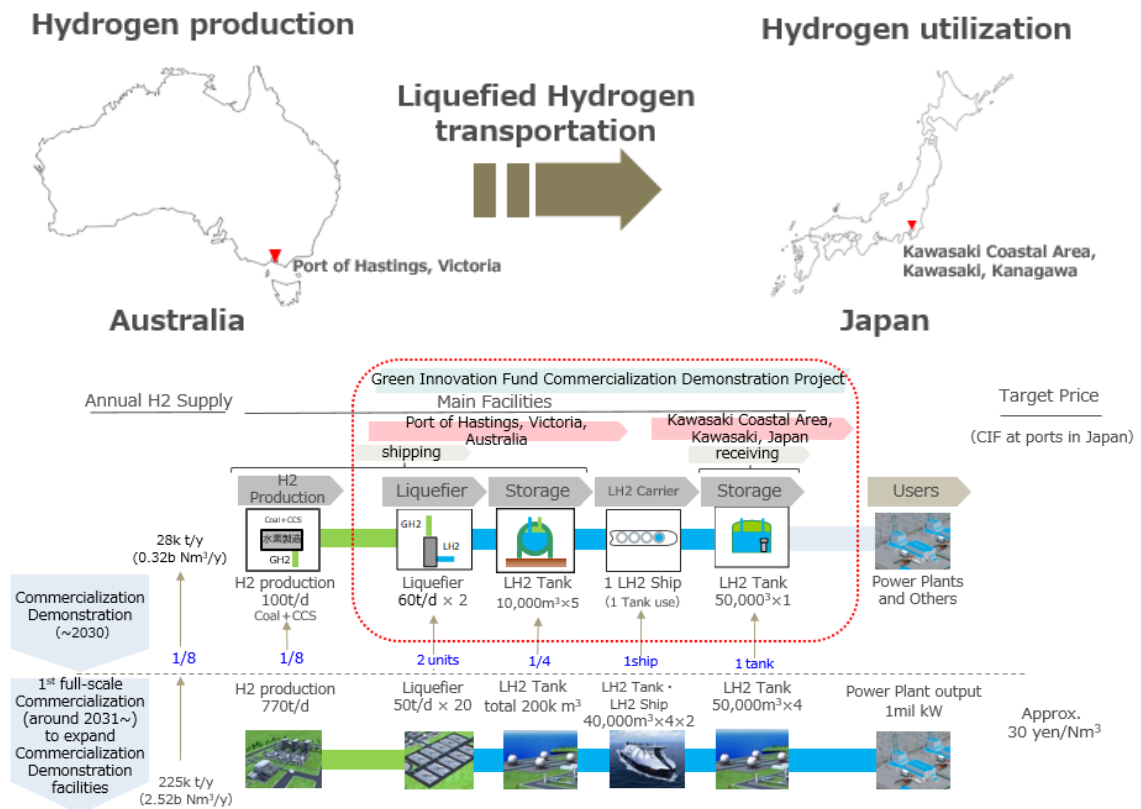 Hydrogen production
Hydrogen utilization
Liquefied Hydrogen
transportation
Port of Hastings, Victoria
Kawasaki Coastal Area,
Kawasaki, Kanagawa
Australia
Japan
Green Innovation Fund Commercialization Demonstration Project
Annual H2 Supply
Main Facilities
Target Price
(CIF at ports in Japan)
Port of Hastings, Victoria,
Australia
Kawasaki Coastal Area,
Kawasaki, Japan
shipping
receiving
H2
Production
Liquefier
Storage
LH2 Carrier
Storage
Users
Coal+CCS
水素製造
GH2
GH2
LH2
28k t/y
(0.32b Nm³/y)
H2 production
100t/d
Coal+CCS
Liquefier
60t/d × 2
LH2 Tank
10,000m³×5
1 LH2 Ship
(1 Tank use)
LH2 Tank
50,000³×1
Power Plants
and Others
Commercialization
Demonstration
(~2030)
1/8
1/8
2 units
1/4
1ship
1 tank
1st full-scale
Commercialization
(around 2031~)
to expand
Commercialization
Demonstration
facilities
225k t/y
(2.52b Nm³/y)
H2 production
770t/d
Liquefier
50t/d × 20
LH2 Tank
total 200k m³
LH2 Tank・
LH2 Ship
40,000m³×4×2
LH2 Tank
50,000m³×4
Power Plant output
1mil kW
Approx.
30 yen/Nm³